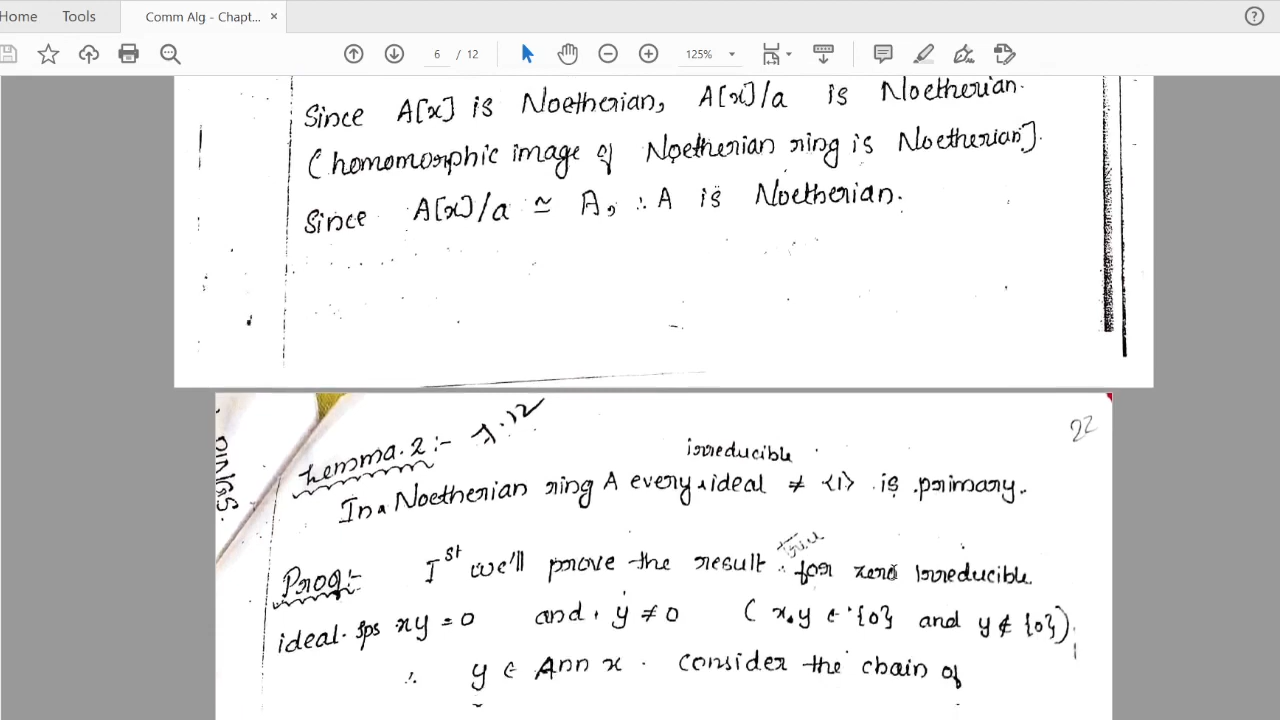 Home Tools Comm Alg - Chapt... ×
6 / 12 125%
Since A[x] is Noetherian, A[x]/a is Noetherian.
(homomorphic image of Noetherian ring is Noetherian].
Since A[x]/a ≃ A, ∴ A is Noetherian.
22
Lemma.2:- 7.12
irreducible
In a Noetherian ring A every ideal ≠ <1> is primary.
true
Proof:- Ist we'll prove the result for zero irreducible
ideal. sps xy = 0 and y ≠ 0 (x.y ∈ {0} and y ∉ {0}).
∴ y ∈ Ann x. Consider the chain of